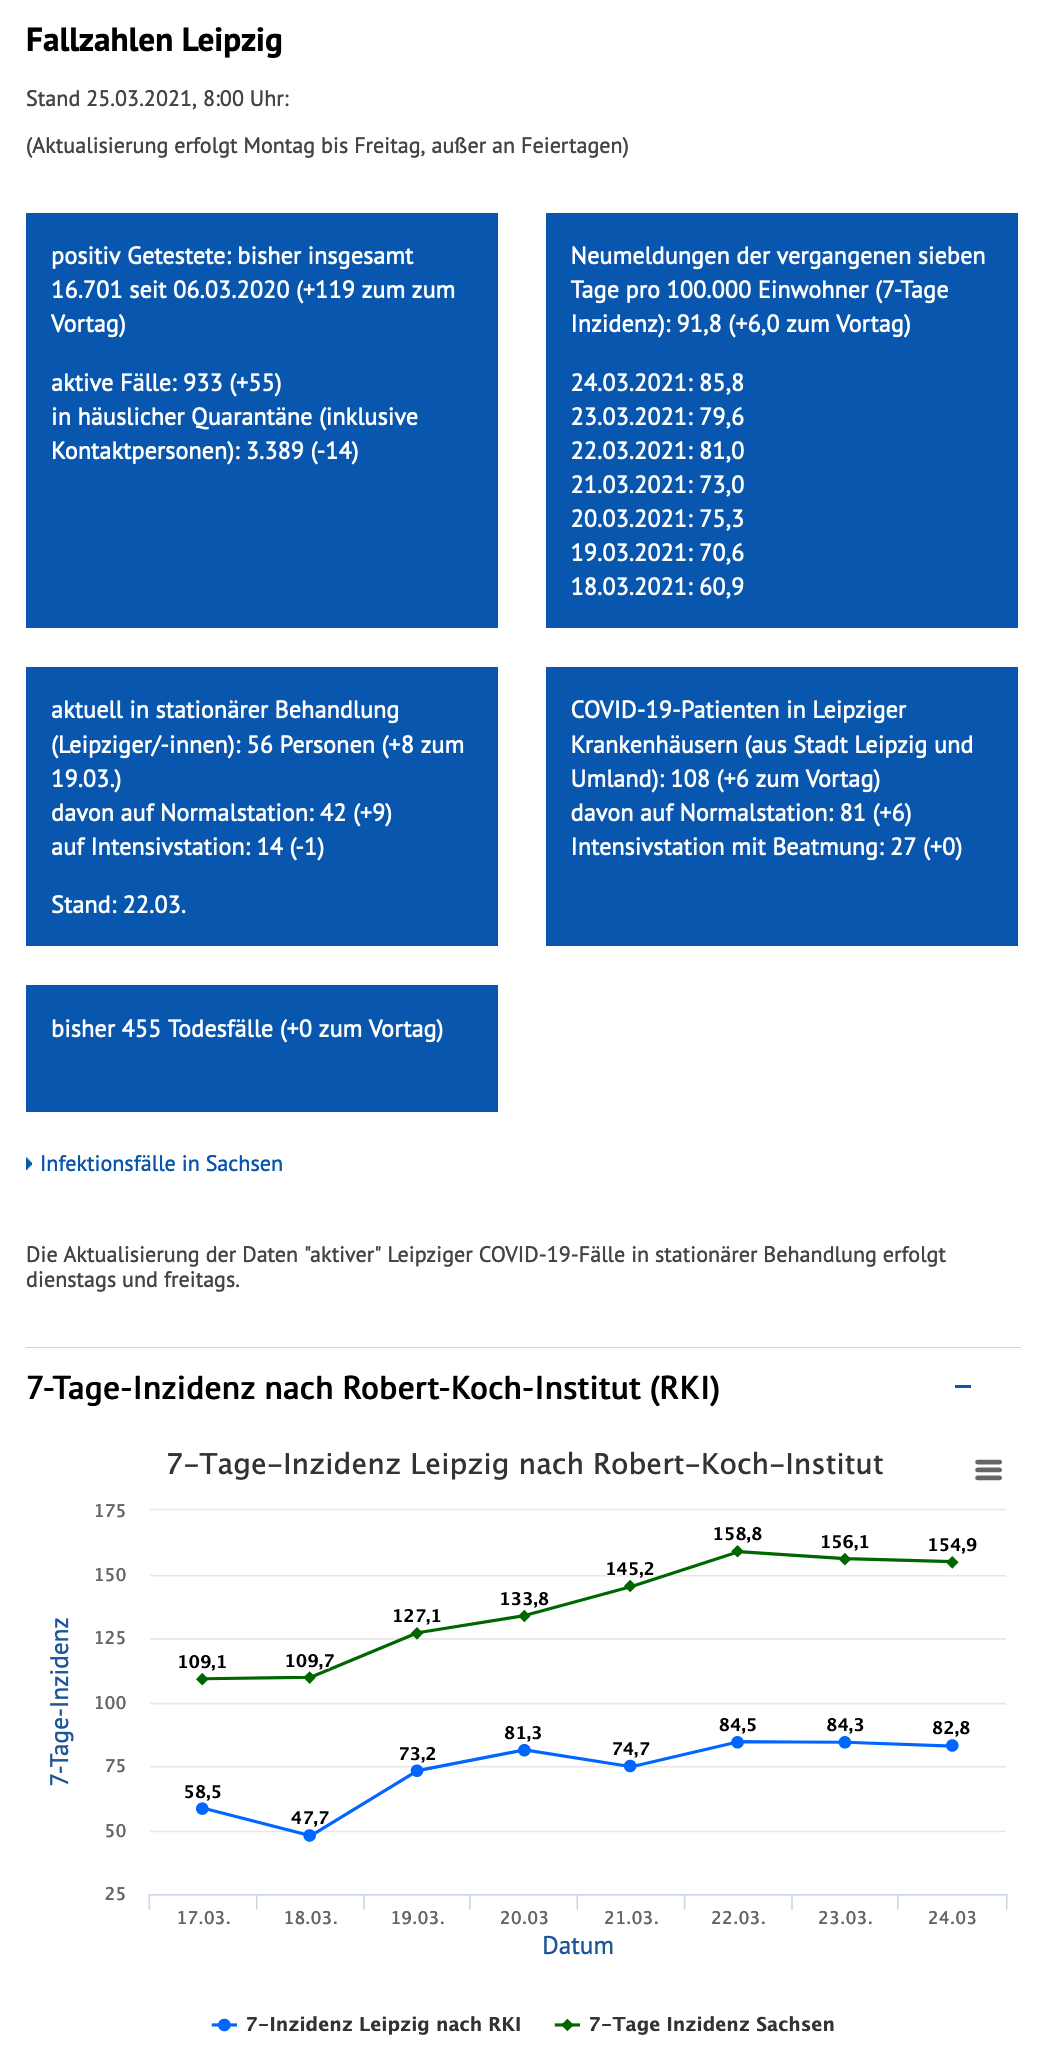 Fallzahlen Leipzig
Stand 25.03.2021, 8:00 Uhr:
(Aktualisierung erfolgt Montag bis Freitag, außer an Feiertagen)
positiv Getestete: bisher insgesamt
16.701 seit 06.03.2020 (+119 zum zum
Vortag)
aktive Fälle: 933 (+55)
in häuslicher Quarantäne (inklusive
Kontaktpersonen): 3.389 (-14)
Neumeldungen der vergangenen sieben
Tage pro 100.000 Einwohner (7-Tage
Inzidenz): 91,8 (+6,0 zum Vortag)
24.03.2021: 85,8
23.03.2021: 79,6
22.03.2021: 81,0
21.03.2021: 73,0
20.03.2021: 75,3
19.03.2021: 70,6
18.03.2021: 60,9
aktuell in stationärer Behandlung
(Leipziger/-innen): 56 Personen (+8 zum
19.03.)
davon auf Normalstation: 42 (+9)
auf Intensivstation: 14 (-1)
Stand: 22.03.
COVID-19-Patienten in Leipziger
Krankenhäusern (aus Stadt Leipzig und
Umland): 108 (+6 zum Vortag)
davon auf Normalstation: 81 (+6)
Intensivstation mit Beatmung: 27 (+0)
bisher 455 Todesfälle (+0 zum Vortag)
Infektionsfälle in Sachsen
Die Aktualisierung der Daten "aktiver" Leipziger COVID-19-Fälle in stationärer Behandlung erfolgt
dienstags und freitags.
7-Tage-Inzidenz nach Robert-Koch-Institut (RKI)
7-Tage-Inzidenz Leipzig nach Robert-Koch-Institut
7-Tage-Inzidenz
175
150
125
100
75
50
25
109,1
109,7
127,1
133,8
145,2
158,8
156,1
154,9
58,5
47,7
73,2
81,3
74,7
84,5
84,3
82,8
17.03.
18.03.
19.03.
20.03
21.03.
22.03.
23.03.
24.03
Datum
7-Inzidenz Leipzig nach RKI
7-Tage Inzidenz Sachsen